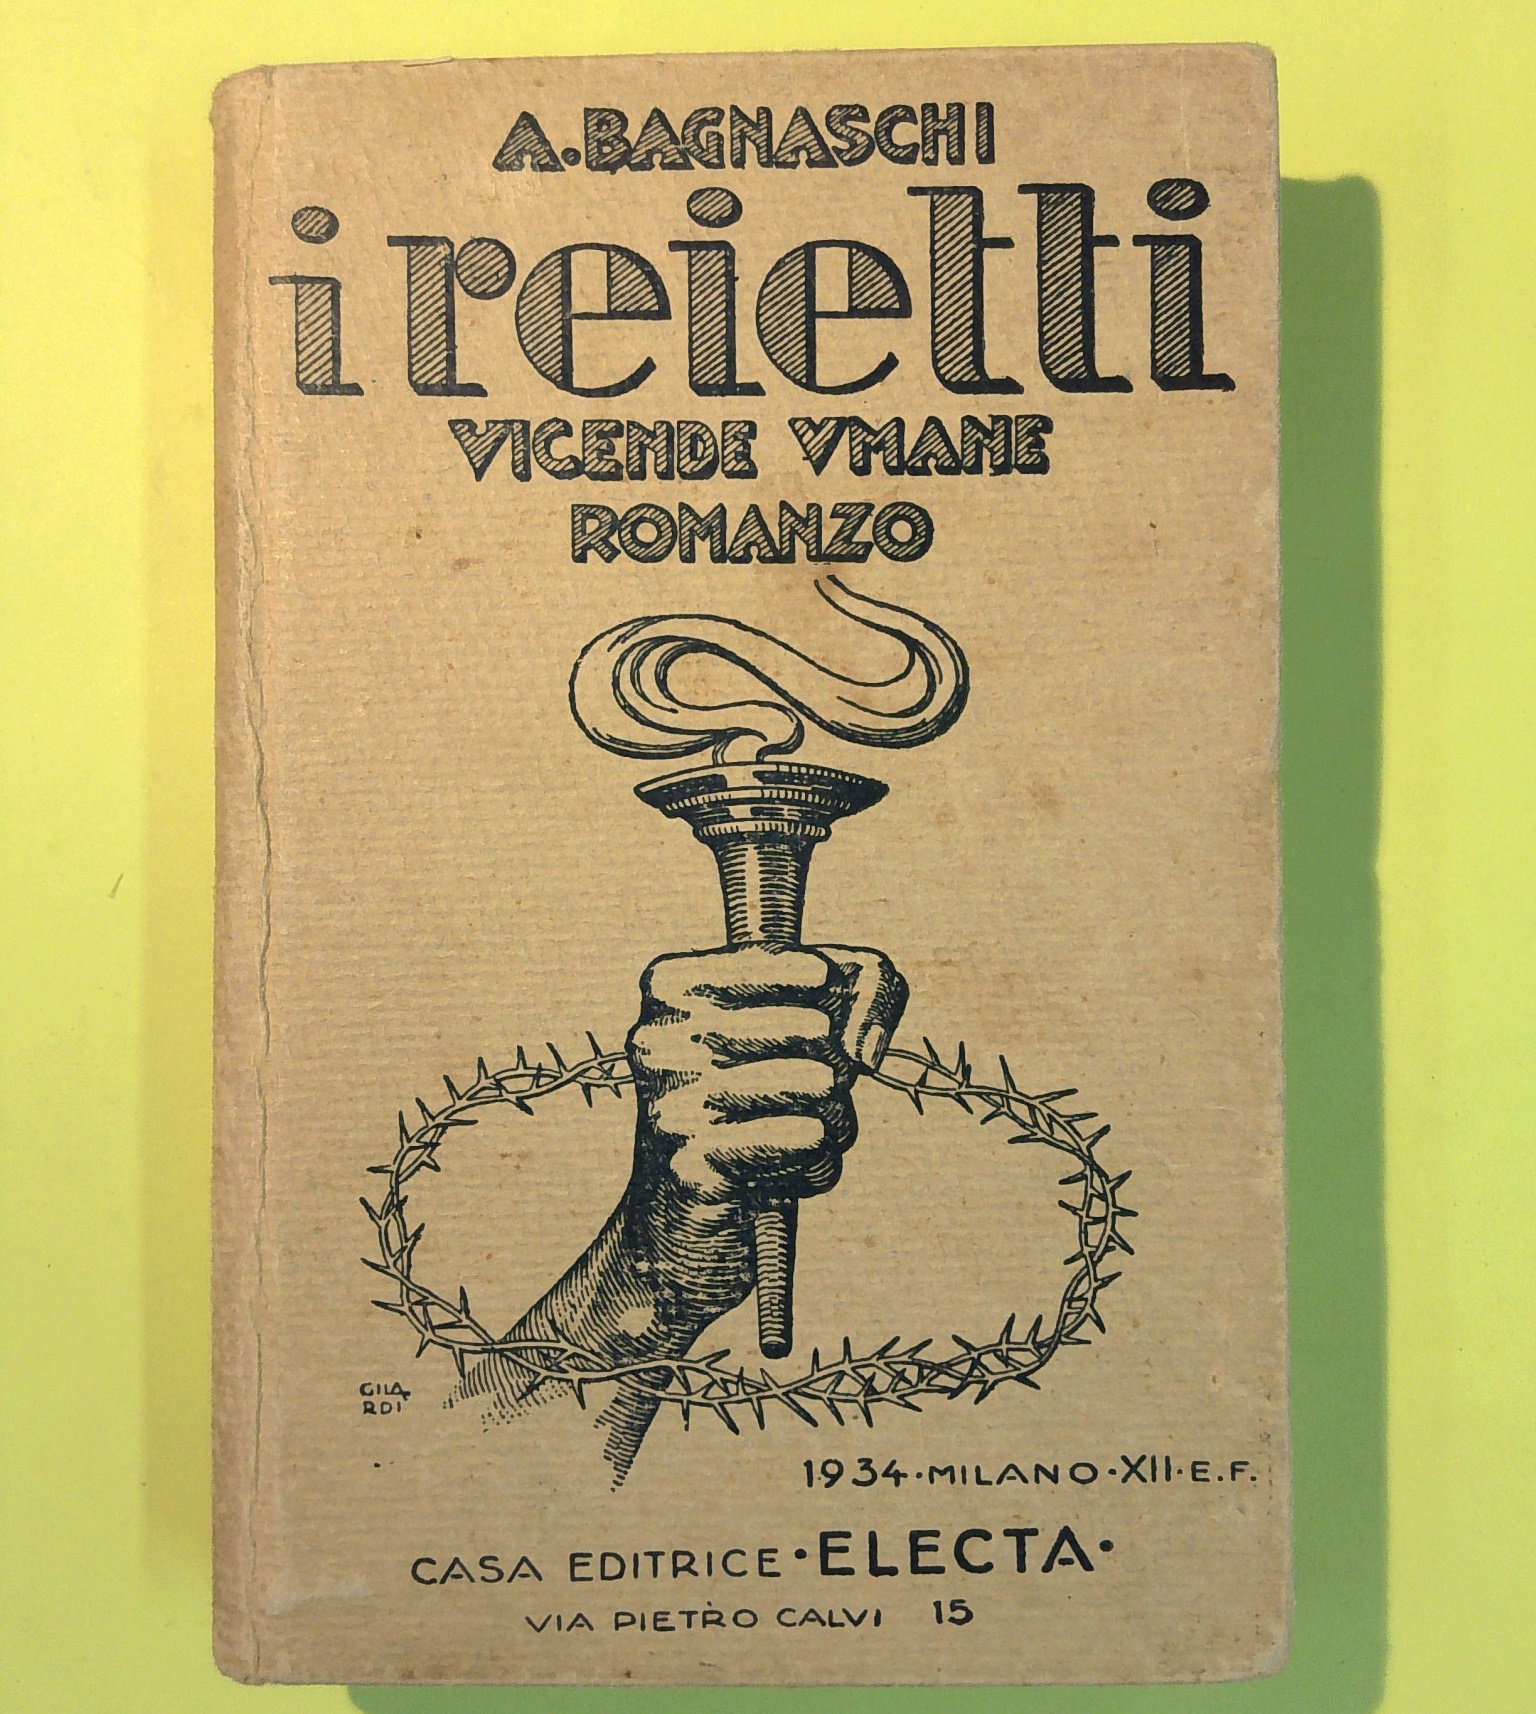 A. BAGNASCHI
i reietti
VICENDE VMANE
ROMANZO
GILA
RDI
1934·MILANO·XII·E.F.
CASA EDITRICE ·ELECTA·
VIA PIETRO CALVI 15